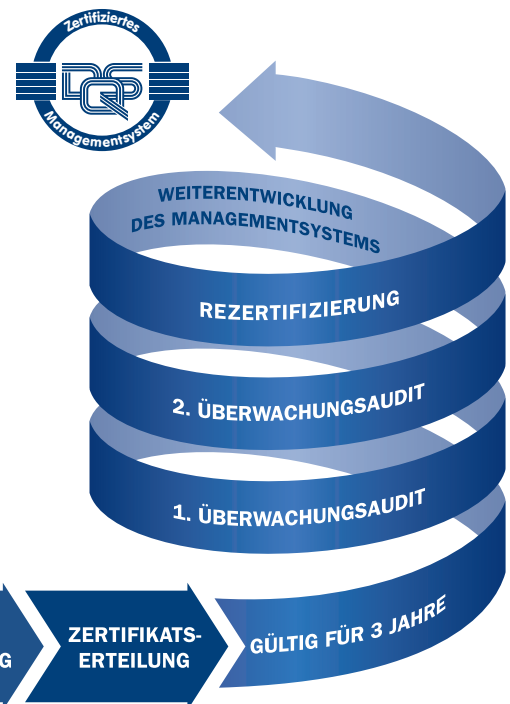 Zertifiziertes
DQS
Managementsystem
WEITERENTWICKLUNG
DES MANAGEMENTSYSTEMS
REZERTIFIZIERUNG
2. ÜBERWACHUNGSAUDIT
1. ÜBERWACHUNGSAUDIT
GÜLTIG FÜR 3 JAHRE
ZERTIFIKATS-
ERTEILUNG
G